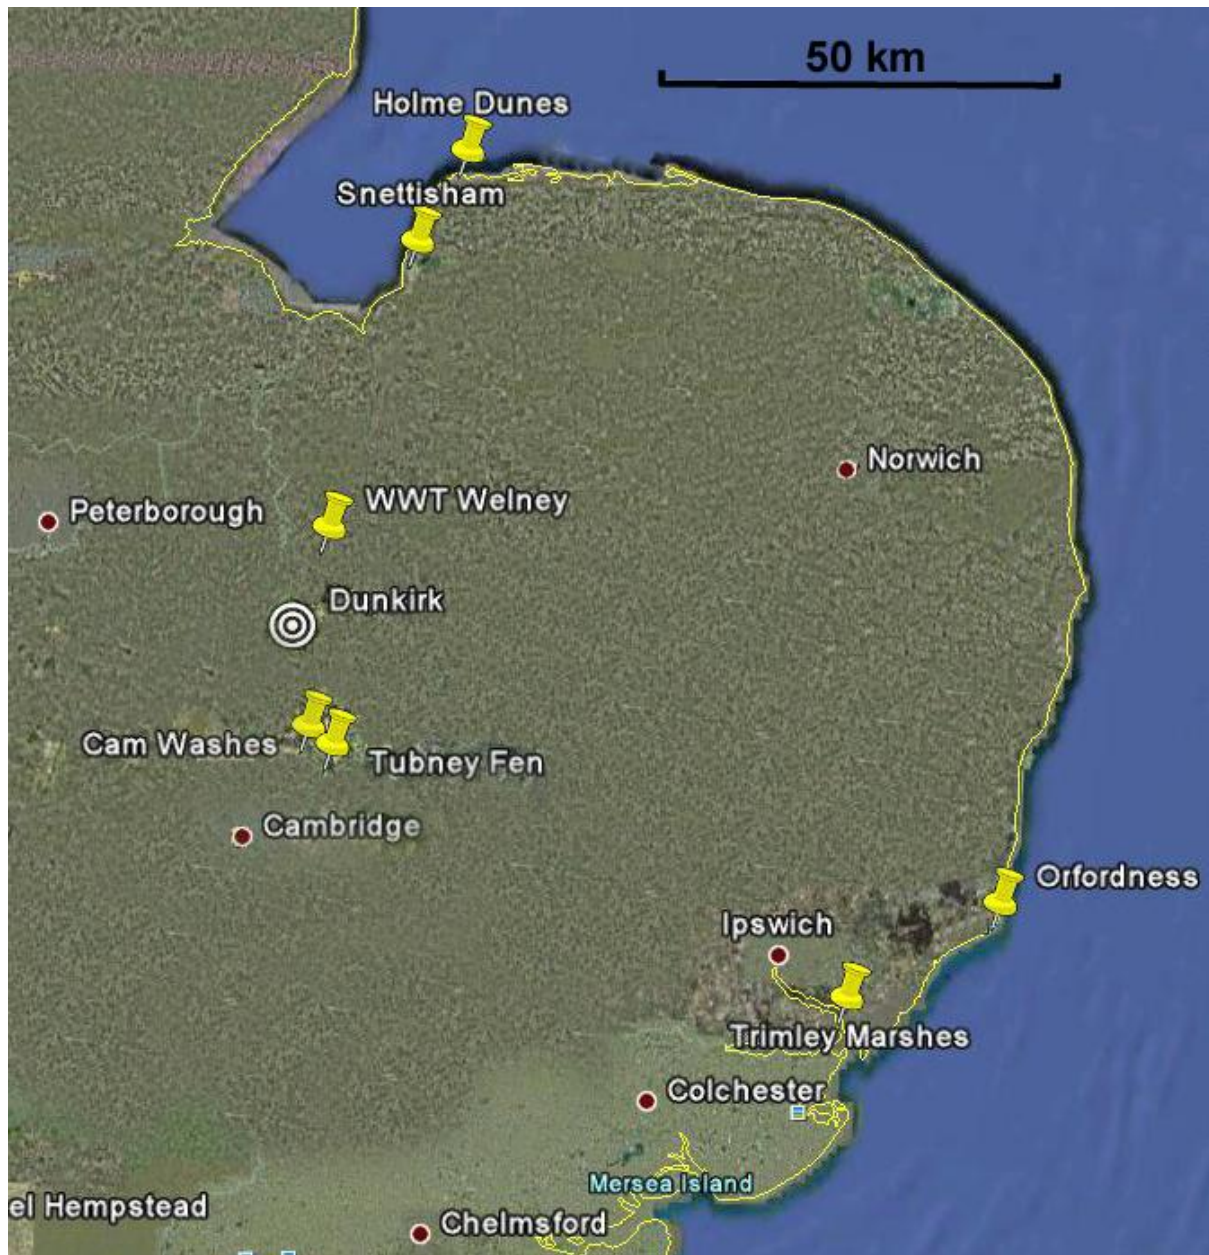 50 km
Holme Dunes
Snettisham
Norwich
WWT Welney
Peterborough
Dunkirk
Cam Washes
Tubney Fen
Cambridge
Orfordness
Ipswich
Trimley Marshes
Colchester
Mersea Island
el Hempstead
Chelmsford